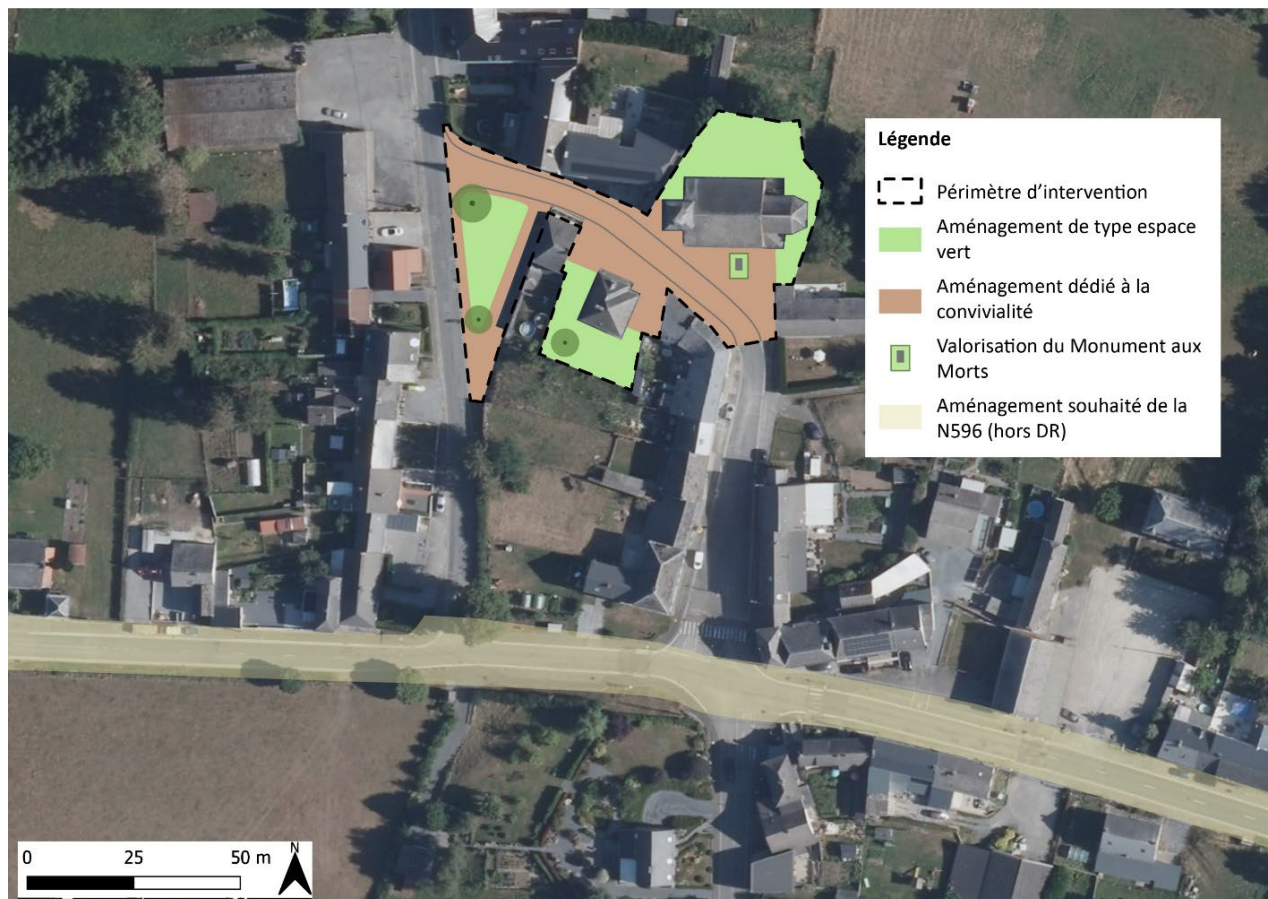 Légende
Périmètre d’intervention
Aménagement de type espace
vert
Aménagement dédié à la
convivialité
Valorisation du Monument aux
Morts
Aménagement souhaité de la
N596 (hors DR)
0 25 50 m
N